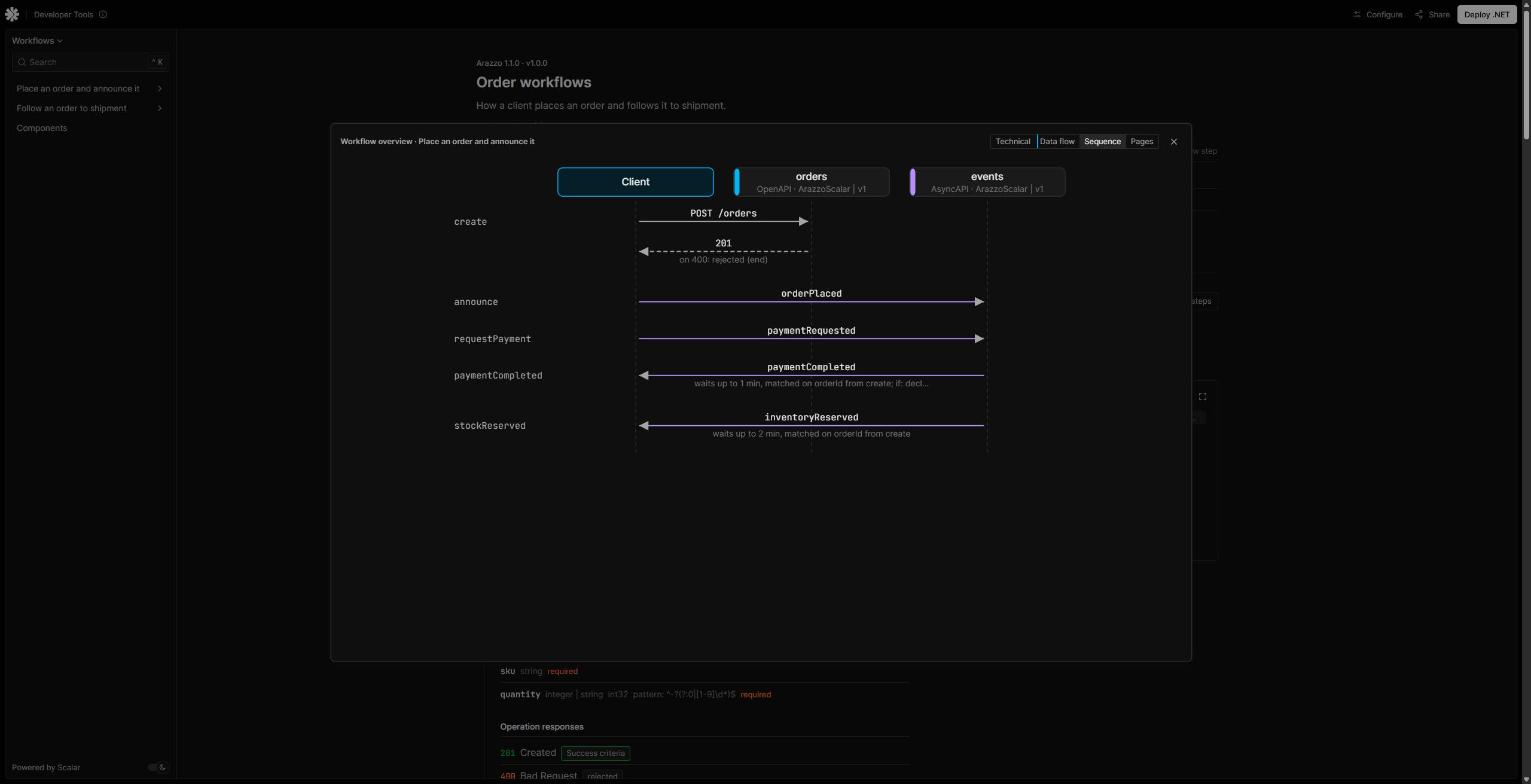 Developer Tools
Configure
Share
Deploy .NET
Workflows
Search
^ K
Place an order and announce it
Follow an order to shipment
Components
Arazzo 1.1.0 · v1.0.0
Order workflows
How a client places an order and follows it to shipment.
w step
Workflow overview · Place an order and announce it
Technical
Data flow
Sequence
Pages
Client
orders
OpenAPI · ArazzoScalar | v1
events
AsyncAPI · ArazzoScalar | v1
create
POST /orders
201
on 400: rejected (end)
announce
orderPlaced
steps
requestPayment
paymentRequested
paymentCompleted
paymentCompleted
waits up to 1 min, matched on orderId from create; if: decl...
stockReserved
inventoryReserved
waits up to 2 min, matched on orderId from create
sku string required
quantity integer | string int32 pattern: ^-?(?:0|[1-9]\d*)$ required
Operation responses
201 Created Success criteria
400 Bad Request rejected
Powered by Scalar